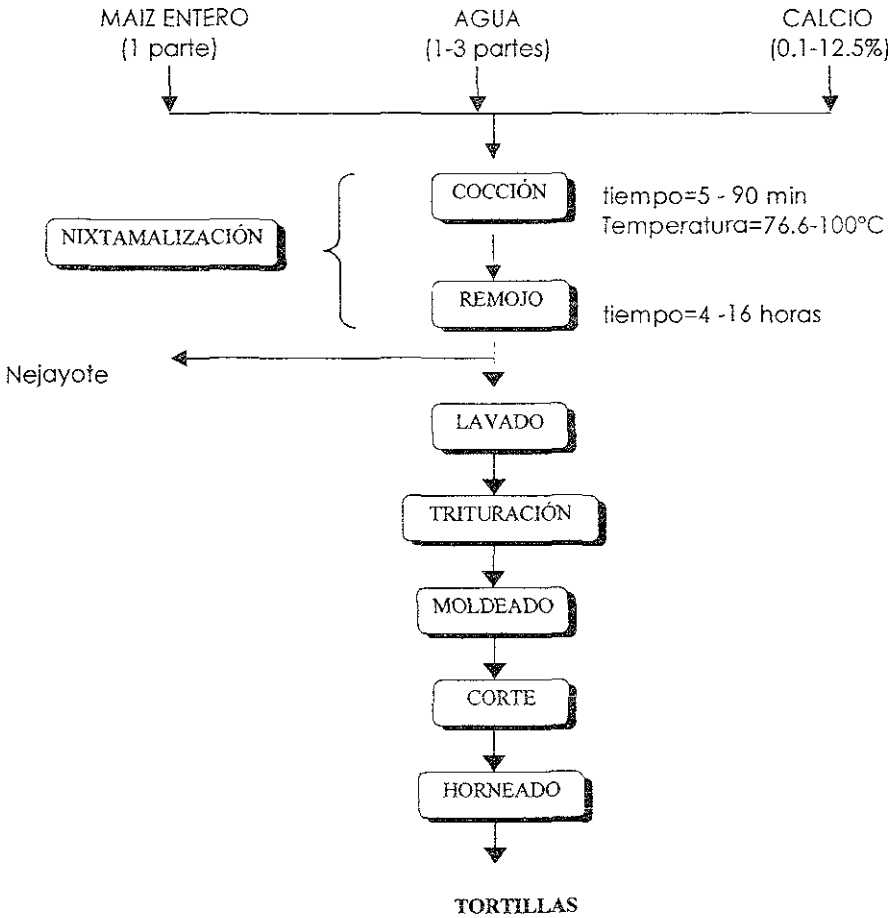 MAIZ ENTERO
(1 parte)
AGUA
(1-3 partes)
CALCIO
(0.1-12.5%)
COCCIÓN
tiempo=5 - 90 min
Temperatura=76.6-100°C
NIXTAMALIZACIÓN
REMOJO
tiempo=4 -16 horas
Nejayote
LAVADO
TRITURACIÓN
MOLDEADO
CORTE
HORNEADO
TORTILLAS